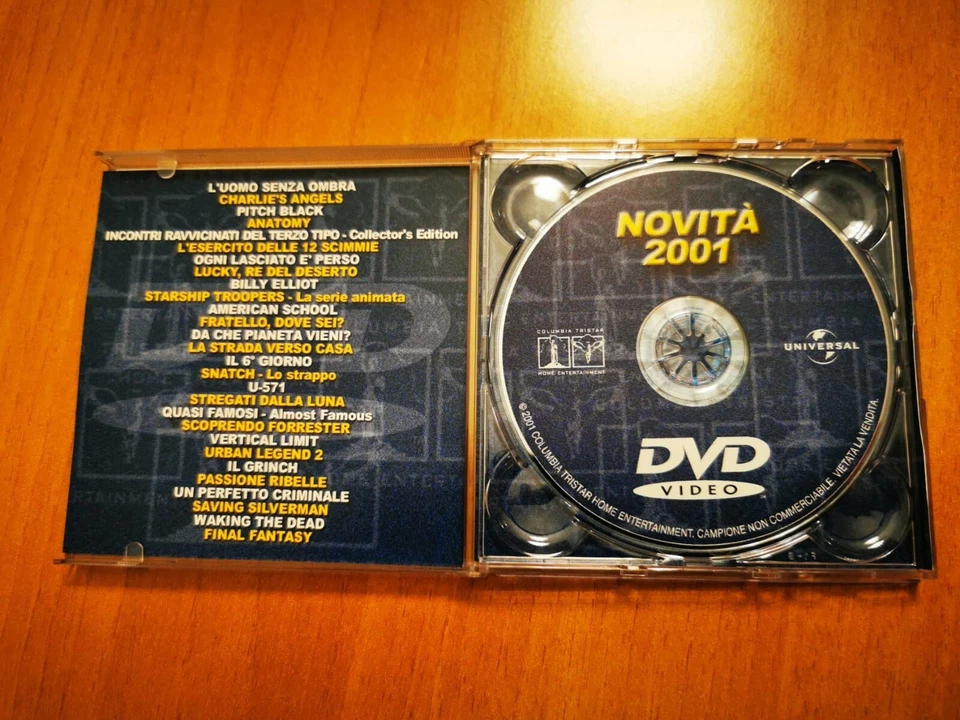 L'UOMO SENZA OMBRA
CHARLIE'S ANGELS
PITCH BLACK
ANATOMY
INCONTRI RAVVICINATI DEL TERZO TIPO - Collector's Edition
L'ESERCITO DELLE 12 SCIMMIE
OGNI LASCIATO E' PERSO
LUCKY, RE DEL DESERTO
BILLY ELLIOT
STARSHIP TROOPERS - La serie animata
AMERICAN SCHOOL
FRATELLO, DOVE SEI?
DA CHE PIANETA VIENI?
LA STRADA VERSO CASA
IL 6° GIORNO
SNATCH - Lo strappo
U-571
STREGATI DALLA LUNA
QUASI FAMOSI - Almost Famous
SCOPRENDO FORRESTER
VERTICAL LIMIT
URBAN LEGEND 2
IL GRINCH
PASSIONE RIBELLE
UN PERFETTO CRIMINALE
SAVING SILVERMAN
WAKING THE DEAD
FINAL FANTASY
NOVITÀ
2001
COLUMBIA TRISTAR
HOME ENTERTAINMENT
UNIVERSAL
DVD
VIDEO
© 2001 COLUMBIA TRISTAR HOME ENTERTAINMENT. CAMPIONE NON COMMERCIABILE. VIETATA LA VENDITA.